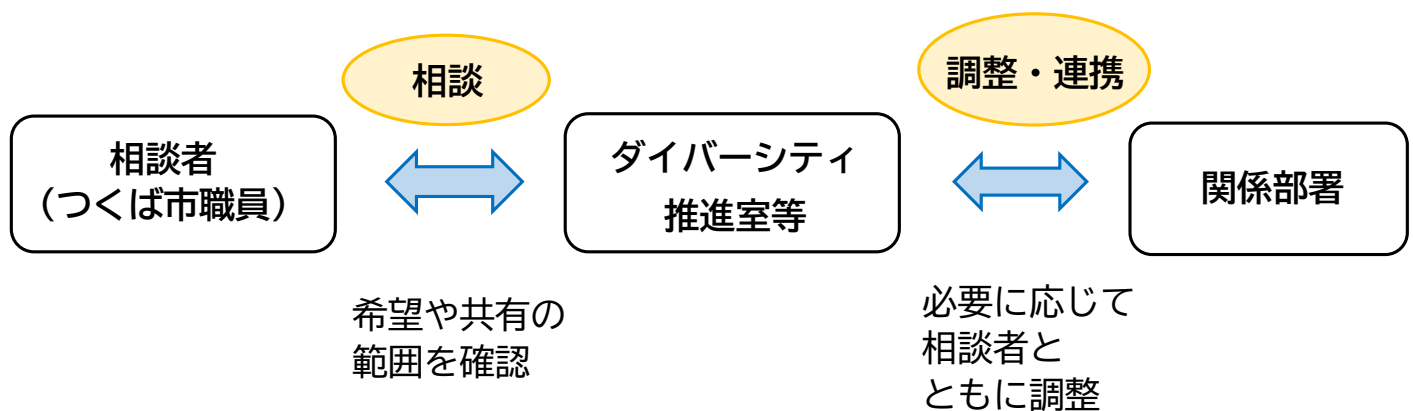 相談
調整・連携
相談者
（つくば市職員）
ダイバーシティ
推進室等
関係部署
希望や共有の
範囲を確認
必要に応じて
相談者と
ともに調整